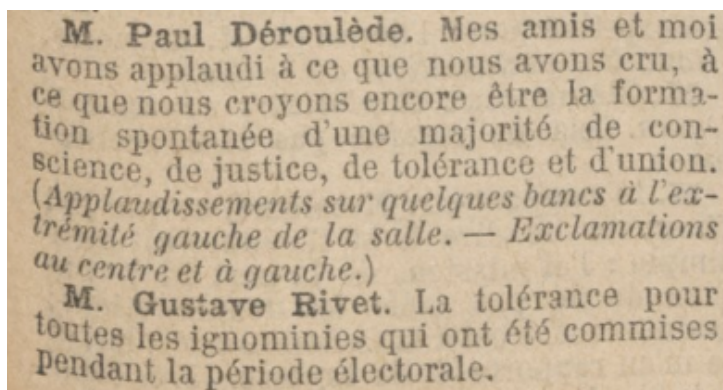 M. Paul Déroulède. Mes amis et moi
avons applaudi à ce que nous avons cru, à
ce que nous croyons encore être la forma-
tion spontanée d'une majorité de con-
science, de justice, de tolérance et d'union.
(Applaudissements sur quelques bancs à l'ex-
trémité gauche de la salle. — Exclamations
au centre et à gauche.)
M. Gustave Rivet. La tolérance pour
toutes les ignominies qui ont été commises
pendant la période électorale.